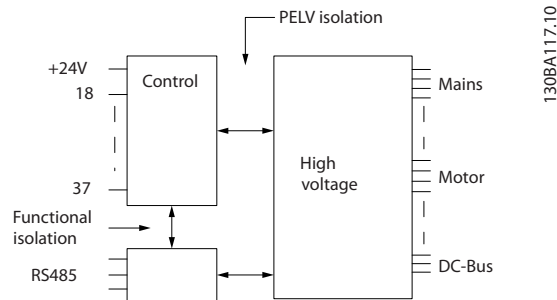 PELV isolation
+24V
Control
18
37
High
voltage
Mains
Motor
DC-Bus
Functional
isolation
RS485
130BA117.10